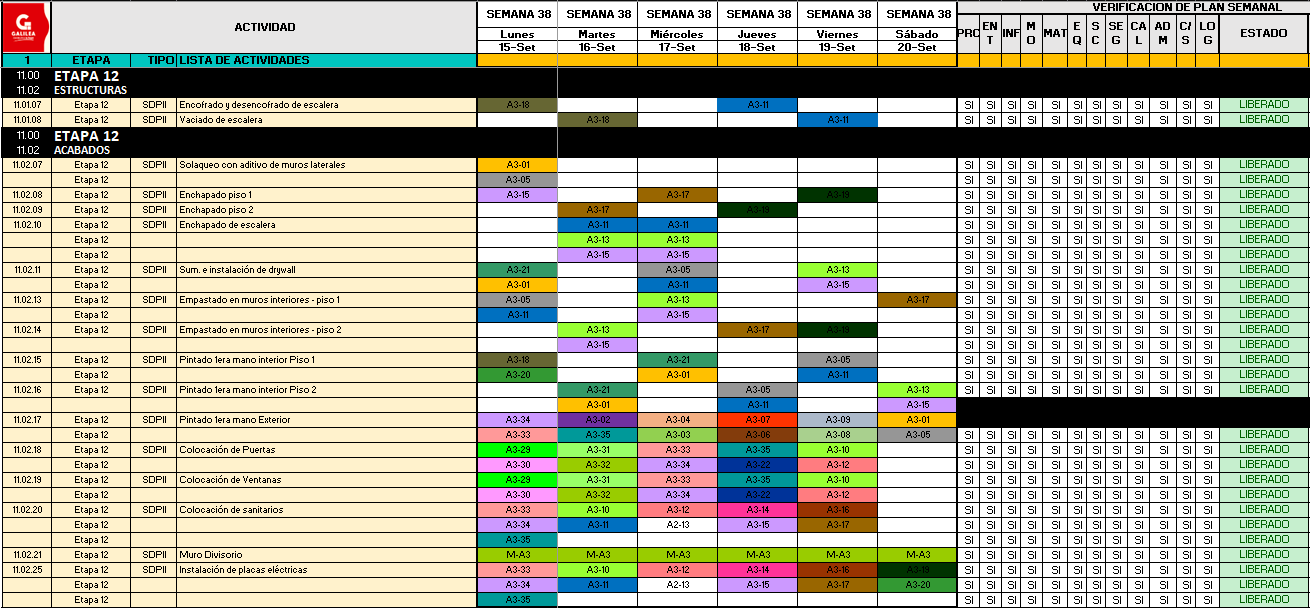 VERIFICACION DE PLAN SEMANAL
G GALILEA ACTIVIDAD SEMANA 38 SEMANA 38 SEMANA 38 SEMANA 38 SEMANA 38 SEMANA 38 PRC ENT INF MO MAT EQ SC SEG CAL ADM C/S LOG ESTADO
Lunes Martes Miércoles Jueves Viernes Sábado
15-Set 16-Set 17-Set 18-Set 19-Set 20-Set
1 ETAPA TIPO LISTA DE ACTIVIDADES
11.00 ETAPA 12
11.02 ESTRUCTURAS
11.01.07 Etapa 12 SDPII Encofrado y desencofrado de escalera A3-18 A3-11 SI SI SI SI SI SI SI SI SI SI SI SI LIBERADO
11.01.08 Etapa 12 SDPII Vaciado de escalera A3-18 A3-11 SI SI SI SI SI SI SI SI SI SI SI SI LIBERADO
11.00 ETAPA 12
11.02 ACABADOS
11.02.07 Etapa 12 SDPII Solaqueo con aditivo de muros laterales A3-01 SI SI SI SI SI SI SI SI SI SI SI SI LIBERADO
Etapa 12 A3-05 SI SI SI SI SI SI SI SI SI SI SI SI LIBERADO
11.02.08 Etapa 12 SDPII Enchapado piso 1 A3-15 A3-17 A3-19 SI SI SI SI SI SI SI SI SI SI SI SI LIBERADO
11.02.09 Etapa 12 SDPII Enchapado piso 2 A3-17 A3-19 SI SI SI SI SI SI SI SI SI SI SI SI LIBERADO
11.02.10 Etapa 12 SDPII Enchapado de escalera A3-11 A3-11 SI SI SI SI SI SI SI SI SI SI SI SI LIBERADO
Etapa 12 A3-13 A3-13 SI SI SI SI SI SI SI SI SI SI SI SI LIBERADO
Etapa 12 A3-15 A3-15 SI SI SI SI SI SI SI SI SI SI SI SI LIBERADO
11.02.11 Etapa 12 SDPII Sum. e instalación de drywall A3-21 A3-05 A3-13 SI SI SI SI SI SI SI SI SI SI SI SI LIBERADO
Etapa 12 A3-01 A3-11 A3-15 SI SI SI SI SI SI SI SI SI SI SI SI LIBERADO
11.02.13 Etapa 12 SDPII Empastado en muros interiores - piso 1 A3-05 A3-13 A3-17 SI SI SI SI SI SI SI SI SI SI SI SI LIBERADO
Etapa 12 A3-11 A3-15 SI SI SI SI SI SI SI SI SI SI SI SI LIBERADO
11.02.14 Etapa 12 SDPII Empastado en muros interiores - piso 2 A3-13 A3-17 A3-19 SI SI SI SI SI SI SI SI SI SI SI SI LIBERADO
Etapa 12 A3-15 SI SI SI SI SI SI SI SI SI SI SI SI LIBERADO
11.02.15 Etapa 12 SDPII Pintado 1era mano interior Piso 1 A3-18 A3-21 A3-05 SI SI SI SI SI SI SI SI SI SI SI SI LIBERADO
Etapa 12 A3-20 A3-01 A3-11 SI SI SI SI SI SI SI SI SI SI SI SI LIBERADO
11.02.16 Etapa 12 SDPII Pintado 1era mano interior Piso 2 A3-21 A3-05 A3-13 SI SI SI SI SI SI SI SI SI SI SI SI LIBERADO
A3-01 A3-11 A3-15
11.02.17 Etapa 12 SDPII Pintado 1era mano Exterior A3-34 A3-02 A3-04 A3-07 A3-09 A3-01
Etapa 12 A3-33 A3-35 A3-03 A3-06 A3-08 A3-05 SI SI SI SI SI SI SI SI SI SI SI SI LIBERADO
11.02.18 Etapa 12 SDPII Colocación de Puertas A3-29 A3-31 A3-33 A3-35 A3-10 SI SI SI SI SI SI SI SI SI SI SI SI LIBERADO
Etapa 12 A3-30 A3-32 A3-34 A3-22 A3-12 SI SI SI SI SI SI SI SI SI SI SI SI LIBERADO
11.02.19 Etapa 12 SDPII Colocación de Ventanas A3-29 A3-31 A3-33 A3-35 A3-10 SI SI SI SI SI SI SI SI SI SI SI SI LIBERADO
Etapa 12 A3-30 A3-32 A3-34 A3-22 A3-12 SI SI SI SI SI SI SI SI SI SI SI SI LIBERADO
11.02.20 Etapa 12 SDPII Colocación de sanitarios A3-33 A3-10 A3-12 A3-14 A3-16 SI SI SI SI SI SI SI SI SI SI SI SI LIBERADO
Etapa 12 A3-34 A3-11 A2-13 A3-15 A3-17 SI SI SI SI SI SI SI SI SI SI SI SI LIBERADO
Etapa 12 A3-35 SI SI SI SI SI SI SI SI SI SI SI SI LIBERADO
11.02.21 Etapa 12 SDPII Muro Divisorio M-A3 M-A3 M-A3 M-A3 M-A3 M-A3 SI SI SI SI SI SI SI SI SI SI SI SI LIBERADO
11.02.25 Etapa 12 SDPII Instalación de placas eléctricas A3-33 A3-10 A3-12 A3-14 A3-16 A3-19 SI SI SI SI SI SI SI SI SI SI SI SI LIBERADO
Etapa 12 A3-34 A3-11 A2-13 A3-15 A3-17 A3-20 SI SI SI SI SI SI SI SI SI SI SI SI LIBERADO
Etapa 12 A3-35 SI SI SI SI SI SI SI SI SI SI SI SI LIBERADO